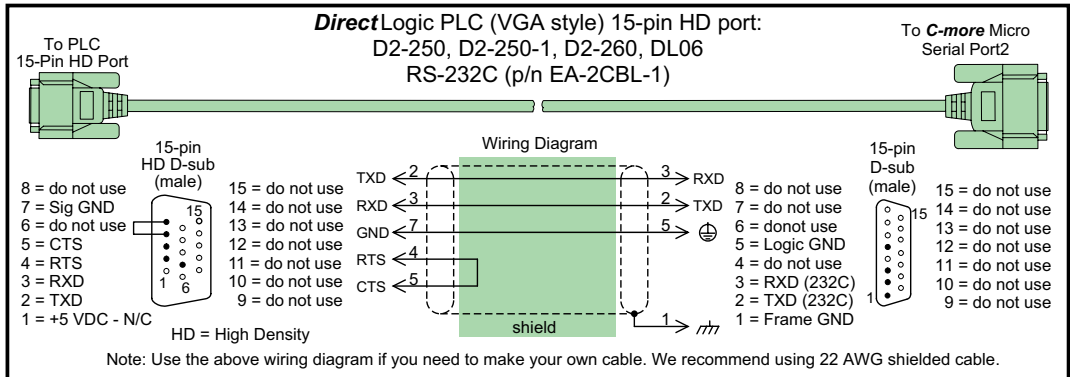 DirectLogic PLC (VGA style) 15-pin HD port:
D2-250, D2-250-1, D2-260, DL06
RS-232C (p/n EA-2CBL-1)
To PLC
15-Pin HD Port
To C-more Micro
Serial Port2
15-pin
HD D-sub
(male)
8 = do not use
7 = Sig GND
6 = do not use
5 = CTS
4 = RTS
3 = RXD
2 = TXD
1 = +5 VDC - N/C
15
1
6
HD = High Density
15 = do not use
14 = do not use
13 = do not use
12 = do not use
11 = do not use
10 = do not use
9 = do not use
Wiring Diagram
TXD 2 3 RXD
RXD 3 2 TXD
GND 7 5
RTS 4
CTS 5
1
shield
8 = do not use
7 = do not use
6 = donot use
5 = Logic GND
4 = do not use
3 = RXD (232C)
2 = TXD (232C)
1 = Frame GND
15-pin
D-sub
(male)
15
1
15 = do not use
14 = do not use
13 = do not use
12 = do not use
11 = do not use
10 = do not use
9 = do not use
Note: Use the above wiring diagram if you need to make your own cable. We recommend using 22 AWG shielded cable.